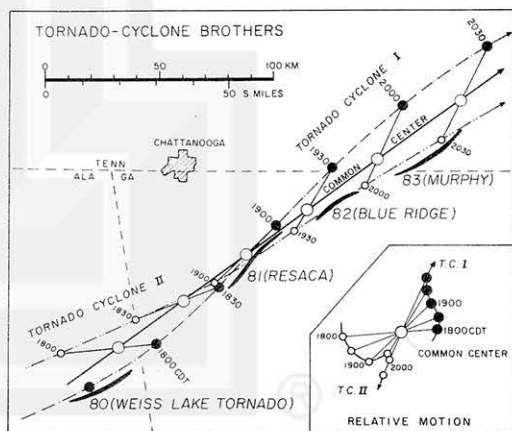 TORNADO-CYCLONE BROTHERS
0 50 100 KM
0 50 S MILES
TORNADO CYCLONE I
2030
2000
1930
1900
1830
1800 CDT
COMMON CENTER
CHATTANOOGA
TENN
ALA GA
TORNADO CYCLONE II
1800
1830
1900
1930
2000
2030
83(MURPHY)
82(BLUE RIDGE)
81(RESACA)
80(WEISS LAKE TORNADO)
T.C. I
1900
1800CDT
COMMON CENTER
1800
1900
2000
T.C. II
RELATIVE MOTION
®